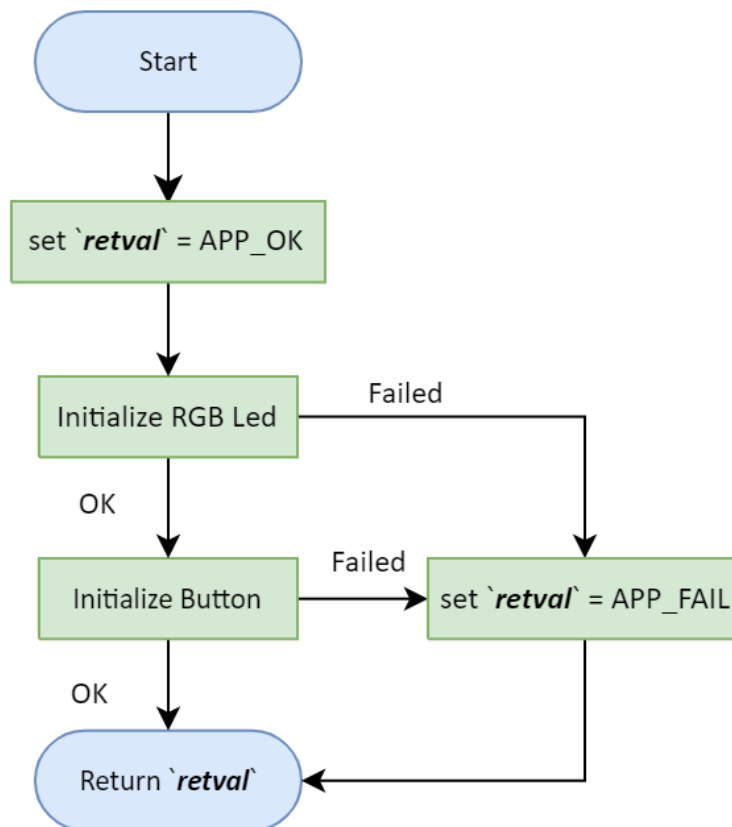 Start
set `retval` = APP_OK
Initialize RGB Led
Failed
OK
Initialize Button
Failed
set `retval` = APP_FAIL
OK
Return `retval`